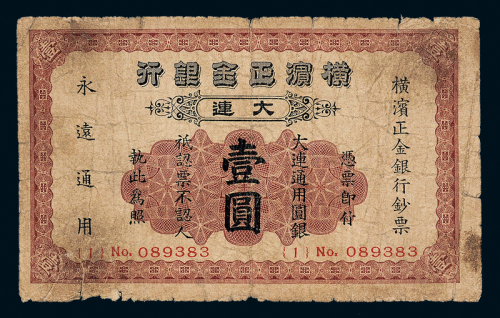 行銀金正濱橫
連大
橫濱正金銀行鈔票
憑票即付
大連通用圓銀
壹圓
祇認票不認人
執此為照
永遠通用
{1} No. 089383
{1} No. 089383